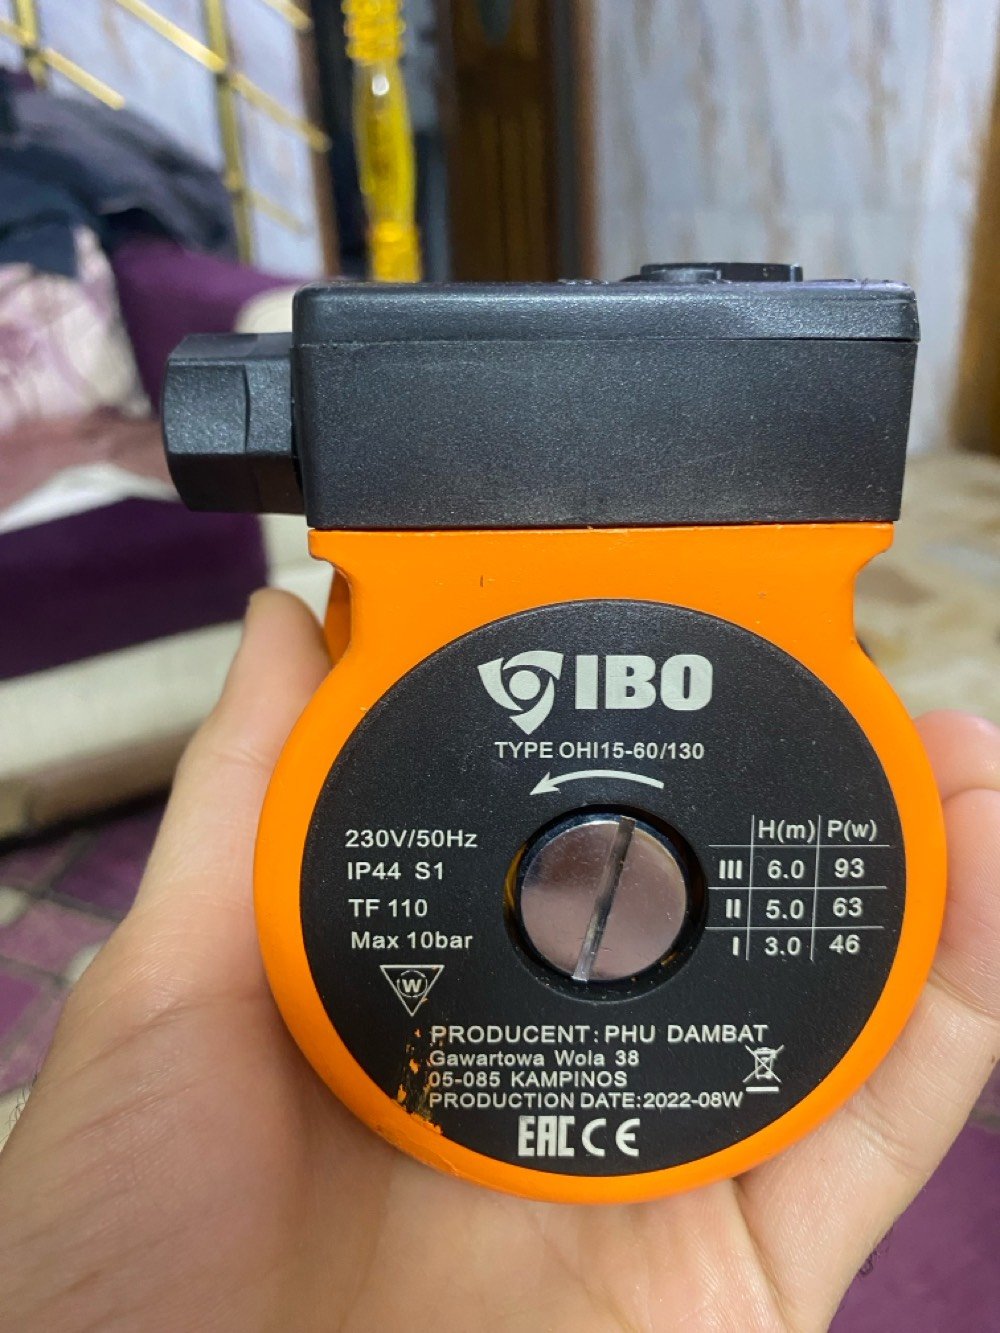 IBO
TYPE OHI15-60/130
230V/50Hz
IP44 S1
TF 110
Max 10bar
H(m) P(w)
III 6.0 93
II 5.0 63
I 3.0 46
W
PRODUCENT: PHU DAMBAT
Gawartowa Wola 38
05-085 KAMPINOS
PRODUCTION DATE:2022-08W
EAC CE